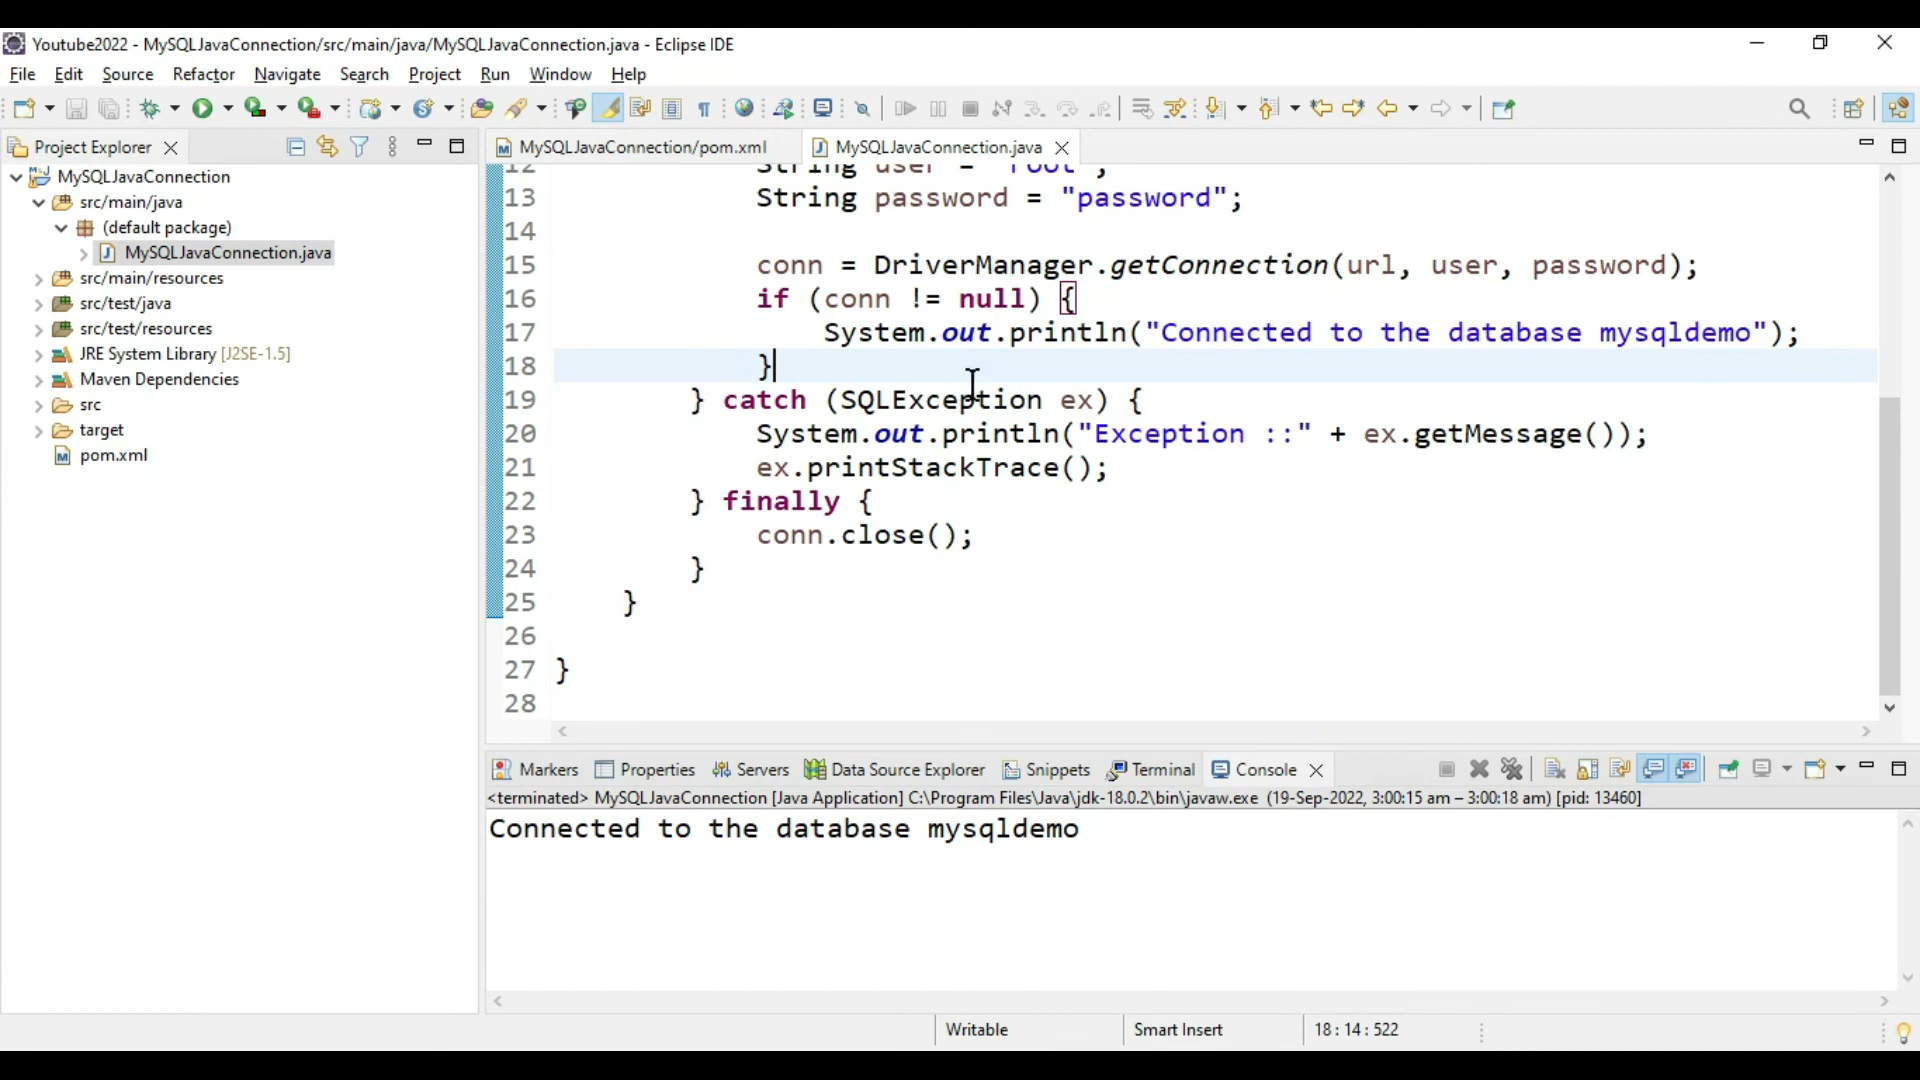 Youtube2022 - MySQLJavaConnection/src/main/java/MySQLJavaConnection.java - Eclipse IDE
File Edit Source Refactor Navigate Search Project Run Window Help
Project Explorer
MySQLJavaConnection
src/main/java
(default package)
MySQLJavaConnection.java
src/main/resources
src/test/java
src/test/resources
JRE System Library [J2SE-1.5]
Maven Dependencies
src
target
pom.xml
MySQLJavaConnection/pom.xml MySQLJavaConnection.java
12 String user = "root";
13 String password = "password";
14
15 conn = DriverManager.getConnection(url, user, password);
16 if (conn != null) {
17 System.out.println("Connected to the database mysqldemo");
18 }
19 } catch (SQLException ex) {
20 System.out.println("Exception ::" + ex.getMessage());
21 ex.printStackTrace();
22 } finally {
23 conn.close();
24 }
25 }
26
27 }
28
Markers Properties Servers Data Source Explorer Snippets Terminal Console
<terminated> MySQLJavaConnection [Java Application] C:\Program Files\Java\jdk-18.0.2\bin\javaw.exe (19-Sep-2022, 3:00:15 am – 3:00:18 am) [pid: 13460]
Connected to the database mysqldemo
Writable Smart Insert 18 : 14 : 522